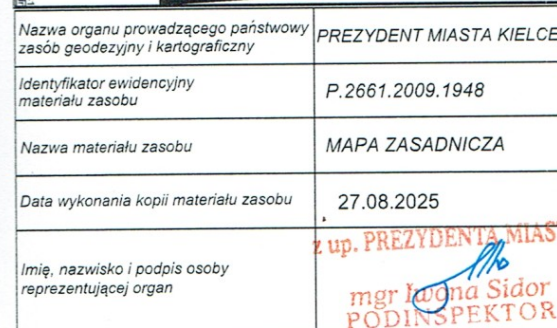 Nazwa organu prowadzącego państwowy
zasób geodezyjny i kartograficzny
PREZYDENT MIASTA KIELCE
Identyfikator ewidencyjny
materiału zasobu
P.2661.2009.1948
Nazwa materiału zasobu
MAPA ZASADNICZA
Data wykonania kopii materiału zasobu
27.08.2025
Imię, nazwisko i podpis osoby
reprezentującej organ
z up. PREZYDENTA MIAST
mgr Iwona Sidor
PODINSPEKTOR